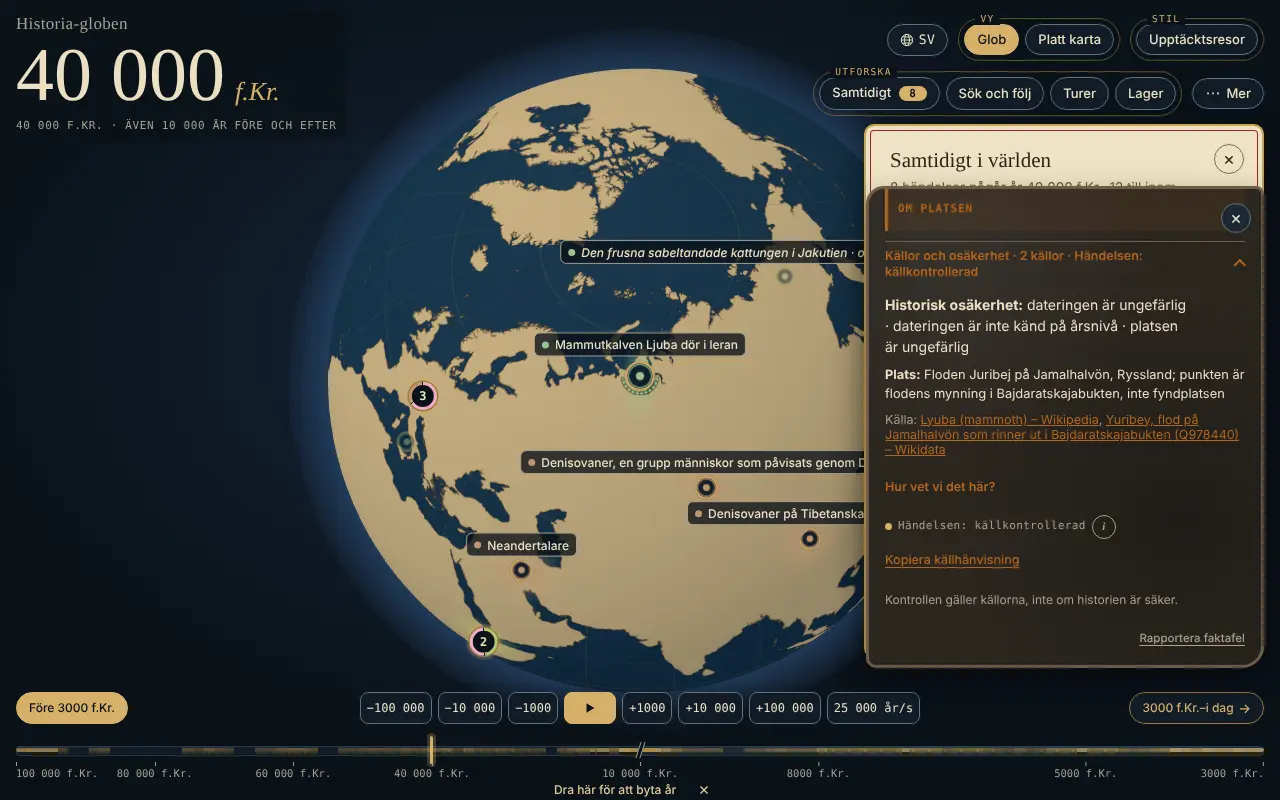 Historia-globen
40 000 f.Kr.
40 000 F.KR. · ÄVEN 10 000 ÅR FÖRE OCH EFTER
SV
VY
Glob
Platt karta
STIL
Upptäcktsresor
UTFORSKA
Samtidigt 8
Sök och följ
Turer
Lager
··· Mer
Samtidigt i världen
OM PLATSEN
Källor och osäkerhet · 2 källor · Händelsen:
källkontrollerad
Historisk osäkerhet: dateringen är ungefärlig
· dateringen är inte känd på årsnivå · platsen
är ungefärlig
Plats: Floden Juribej på Jamalhalvön, Ryssland; punkten är
flodens mynning i Bajdaratskajabukten, inte fyndplatsen
Källa: Lyuba (mammoth) – Wikipedia, Yuribey, flod på
Jamalhalvön som rinner ut i Bajdaratskajabukten (Q978440)
– Wikidata
Hur vet vi det här?
Händelsen: källkontrollerad i
Kopiera källhänvisning
Kontrollen gäller källorna, inte om historien är säker.
Rapportera faktafel
Den frusna sabeltandade kattungen i Jakutien ·
Mammutkalven Ljuba dör i leran
3
Denisovaner, en grupp människor som påvisats genom
Denisovaner på Tibetanska
Neandertalare
2
Före 3000 f.Kr.
−100 000
−10 000
−1000
+1000
+10 000
+100 000
25 000 år/s
3000 f.Kr.–i dag →
100 000 f.Kr.
80 000 f.Kr.
60 000 f.Kr.
40 000 f.Kr.
10 000 f.Kr.
8000 f.Kr.
5000 f.Kr.
3000 f.Kr.
Dra här för att byta år ×